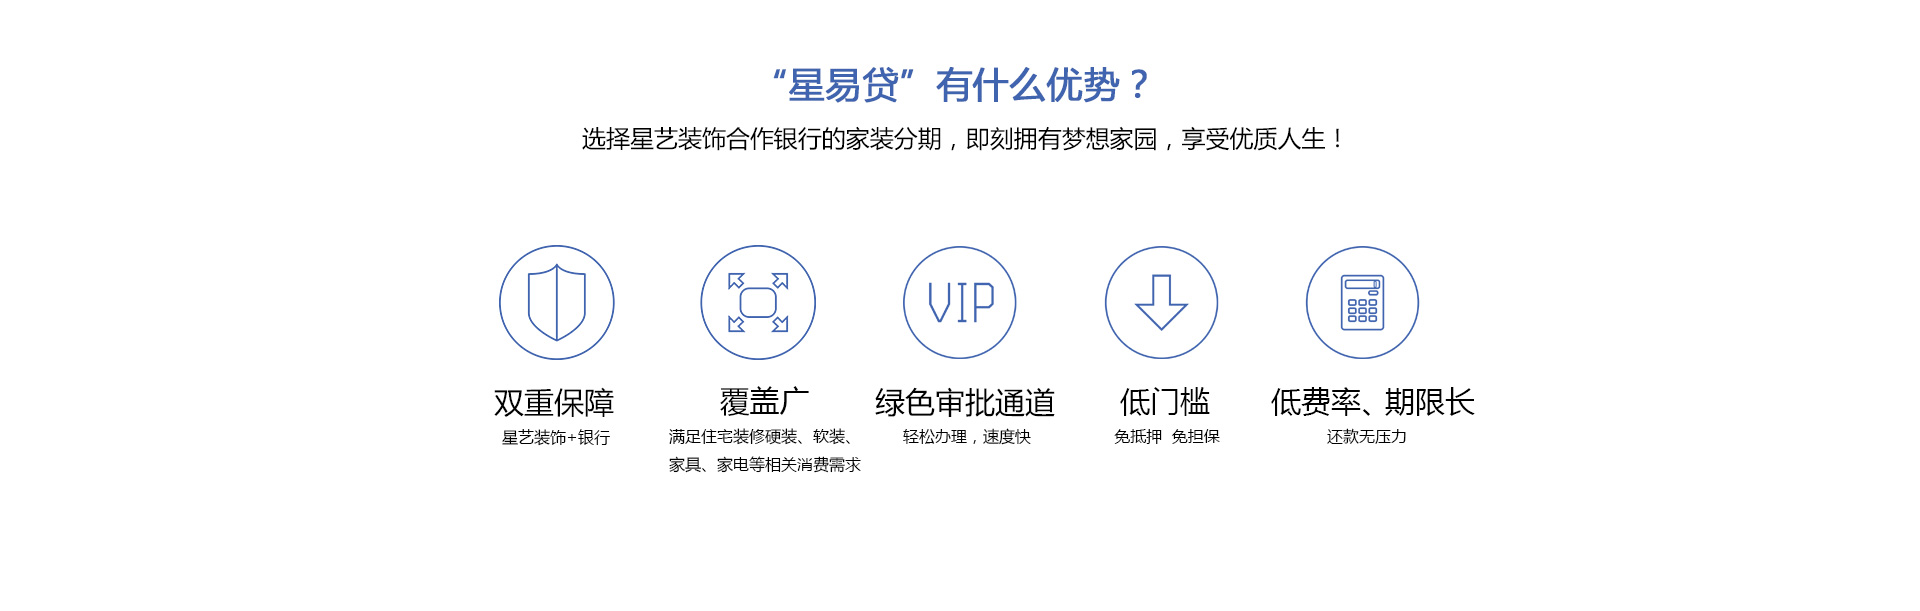 “星易贷”有什么优势？
选择星艺装饰合作银行的家装分期，即刻拥有梦想家园，享受优质人生！
VIP
双重保障
星艺装饰+银行
覆盖广
满足住宅装修硬装、软装、
家具、家电等相关消费需求
绿色审批通道
轻松办理，速度快
低门槛
免抵押 免担保
低费率、期限长
还款无压力